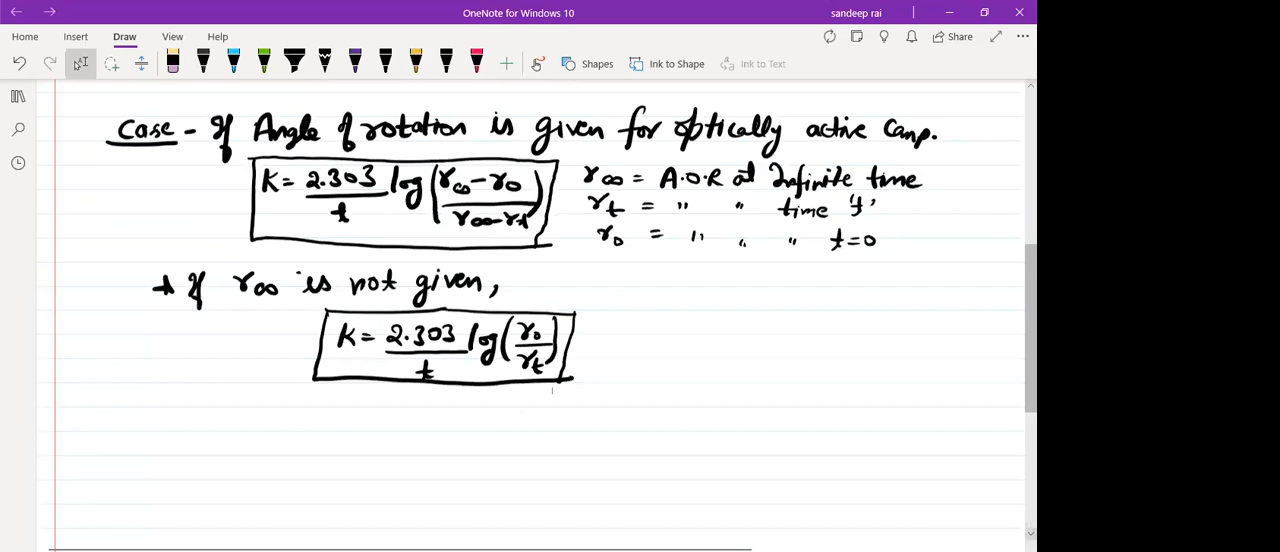 OneNote for Windows 10
sandeep rai
Home Insert Draw View Help
Share
Shapes
Ink to Shape
Ink to Text
Case - If Angle of rotation is given for optically active Comp.
K = 2.303/t log (r∞ - r0 / r∞ - rt)
r∞ = A.O.R at Infinite time
rt = " " time 't'
r0 = " " " t=0
* If r∞ is not given,
K = 2.303/t log (r0/rt)